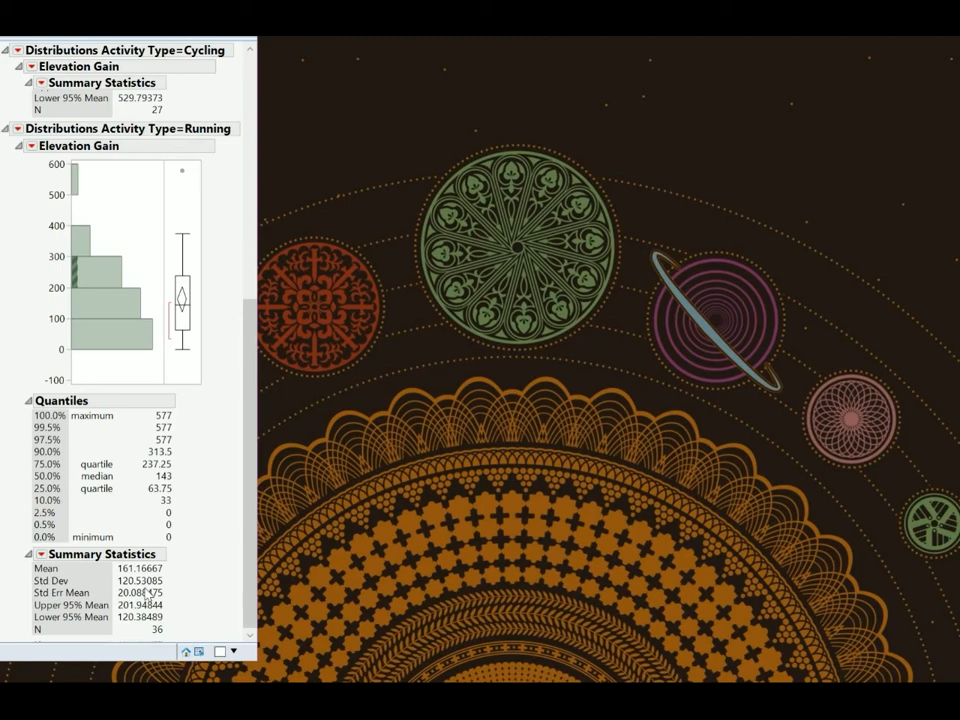 Distributions Activity Type=Cycling
Elevation Gain
Summary Statistics
Lower 95% Mean 529.79373
N 27
Distributions Activity Type=Running
Elevation Gain
600
500
400
300
200
100
0
-100
Quantiles
100.0% maximum 577
99.5% 577
97.5% 577
90.0% 313.5
75.0% quartile 237.25
50.0% median 143
25.0% quartile 63.75
10.0% 33
2.5% 0
0.5% 0
0.0% minimum 0
Summary Statistics
Mean 161.16667
Std Dev 120.53085
Std Err Mean
Upper 95% Mean 201.94844
Lower 95% Mean 120.38489
N 36